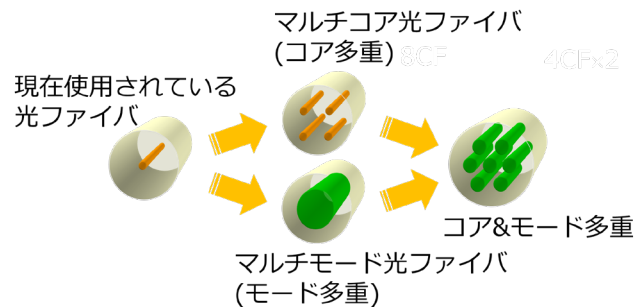 マルチコア光ファイバ
(コア多重)
8CF
4CF×2
現在使用されている
光ファイバ
コア&モード多重
マルチモード光ファイバ
(モード多重)